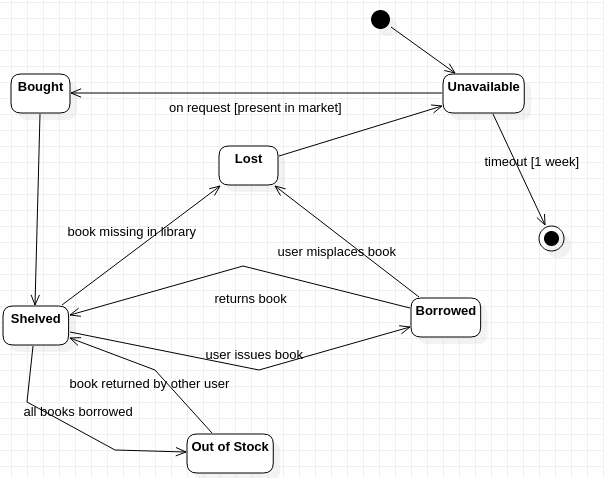 Bought
Unavailable
on request [present in market]
Lost
timeout [1 week]
book missing in library
user misplaces book
returns book
Borrowed
Shelved
user issues book
book returned by other user
all books borrowed
Out of Stock